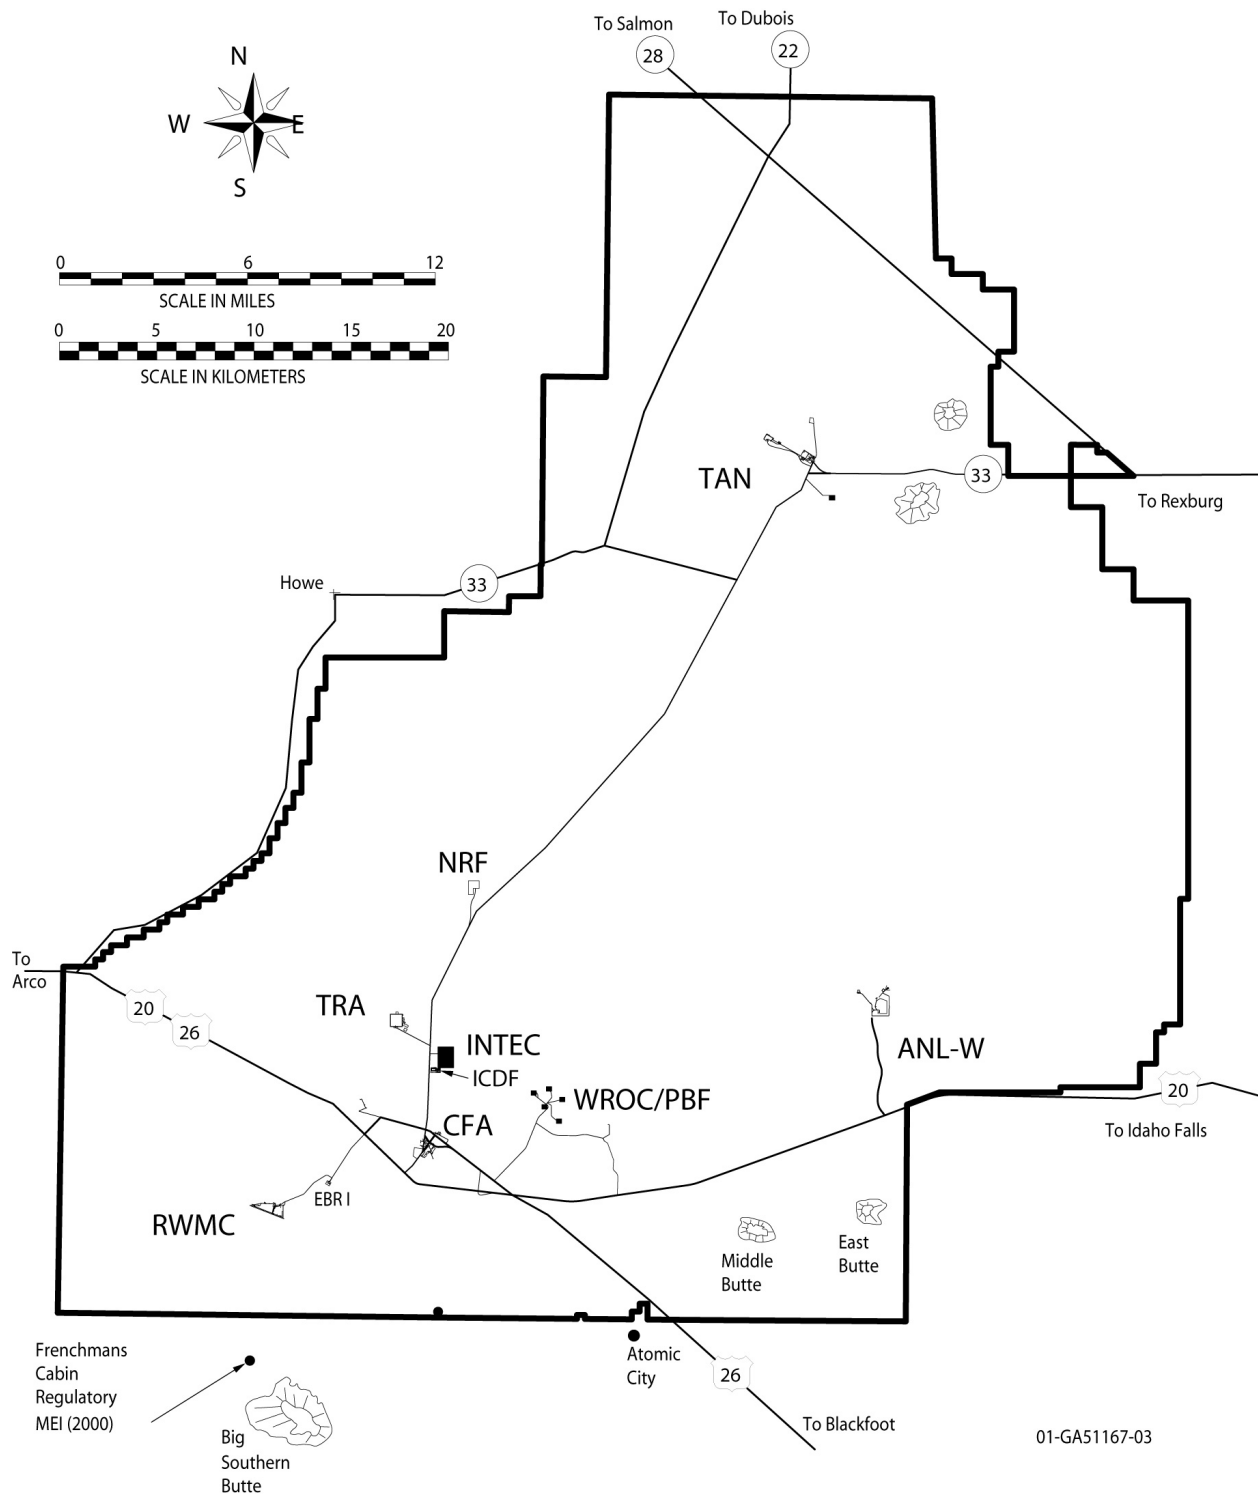 To Salmon
To Dubois
28
22
N
W
E
S
0
6
12
SCALE IN MILES
0
5
10
15
20
SCALE IN KILOMETERS
TAN
33
To Rexburg
Howe
33
NRF
To
Arco
20
26
TRA
INTEC
ICDF
ANL-W
WROC/PBF
20
CFA
To Idaho Falls
EBR I
RWMC
Middle
Butte
East
Butte
Frenchmans
Cabin
Regulatory
MEI (2000)
Atomic
City
26
To Blackfoot
Big
Southern
Butte
01-GA51167-03